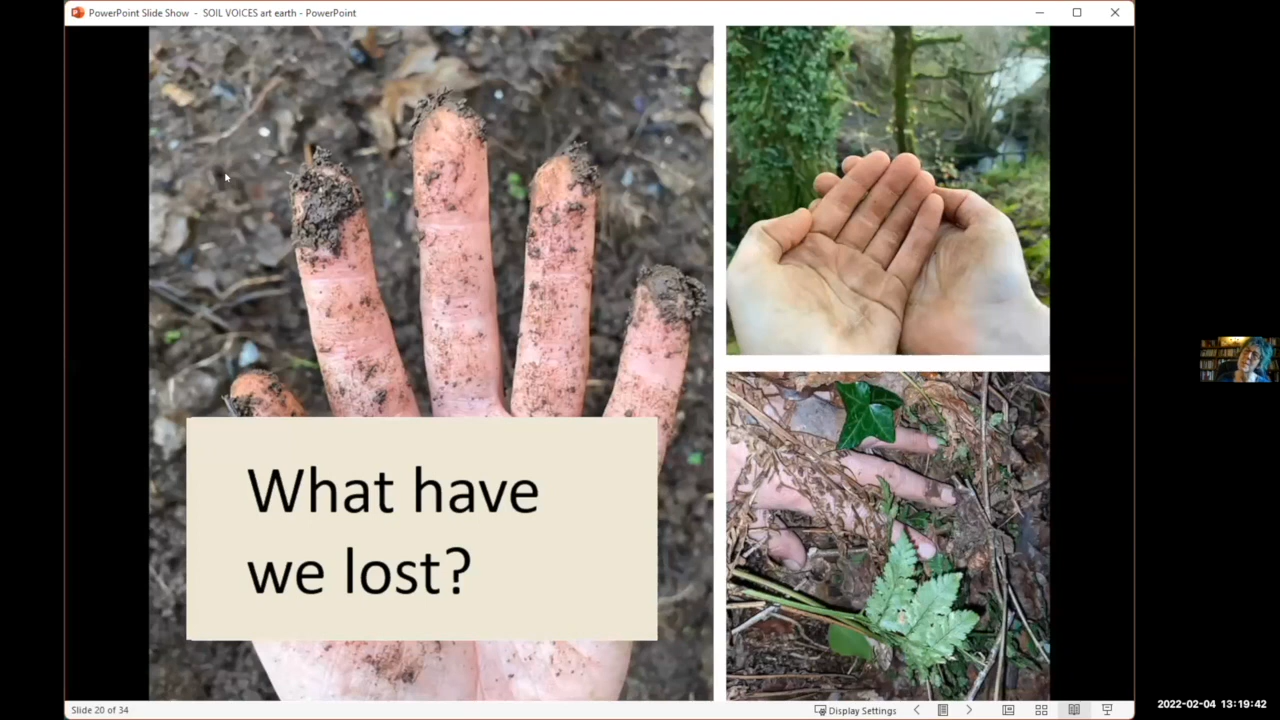 PowerPoint Slide Show - SOIL VOICES art earth - PowerPoint
What have
we lost?
Slide 20 of 34
Display Settings
2022-02-04 13:19:42